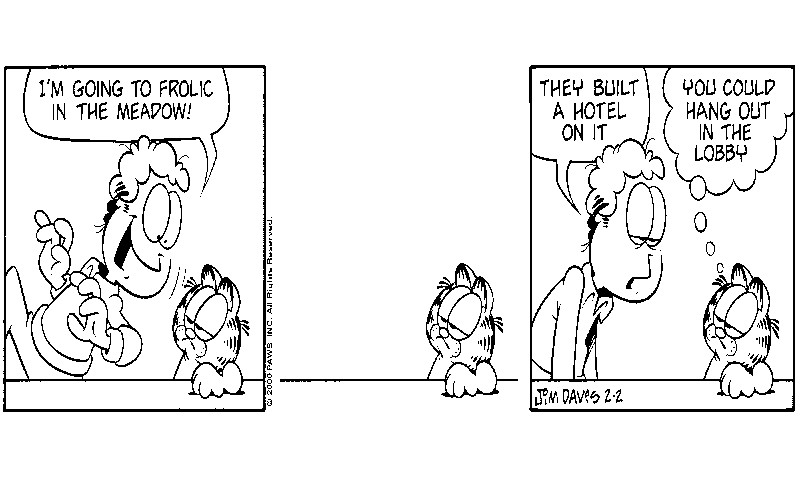 I'M GOING TO FROLIC
IN THE MEADOW!
© 2000 PAWS, INC. All Rights Reserved.
THEY BUILT
A HOTEL
ON IT
YOU COULD
HANG OUT
IN THE
LOBBY
JIM DAVIS 2-2